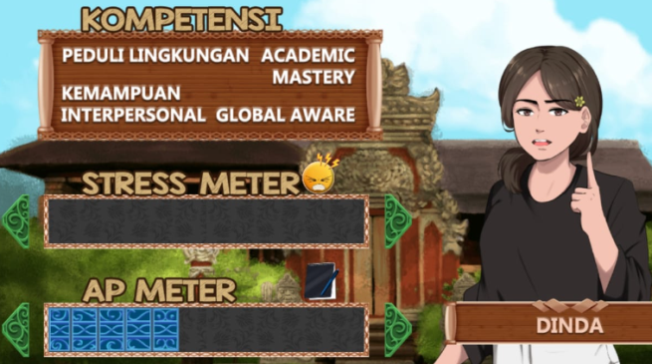 KOMPETENSI
PEDULI LINGKUNGAN ACADEMIC
MASTERY
KEMAMPUAN
INTERPERSONAL GLOBAL AWARE
STRESS METER
AP METER
DINDA